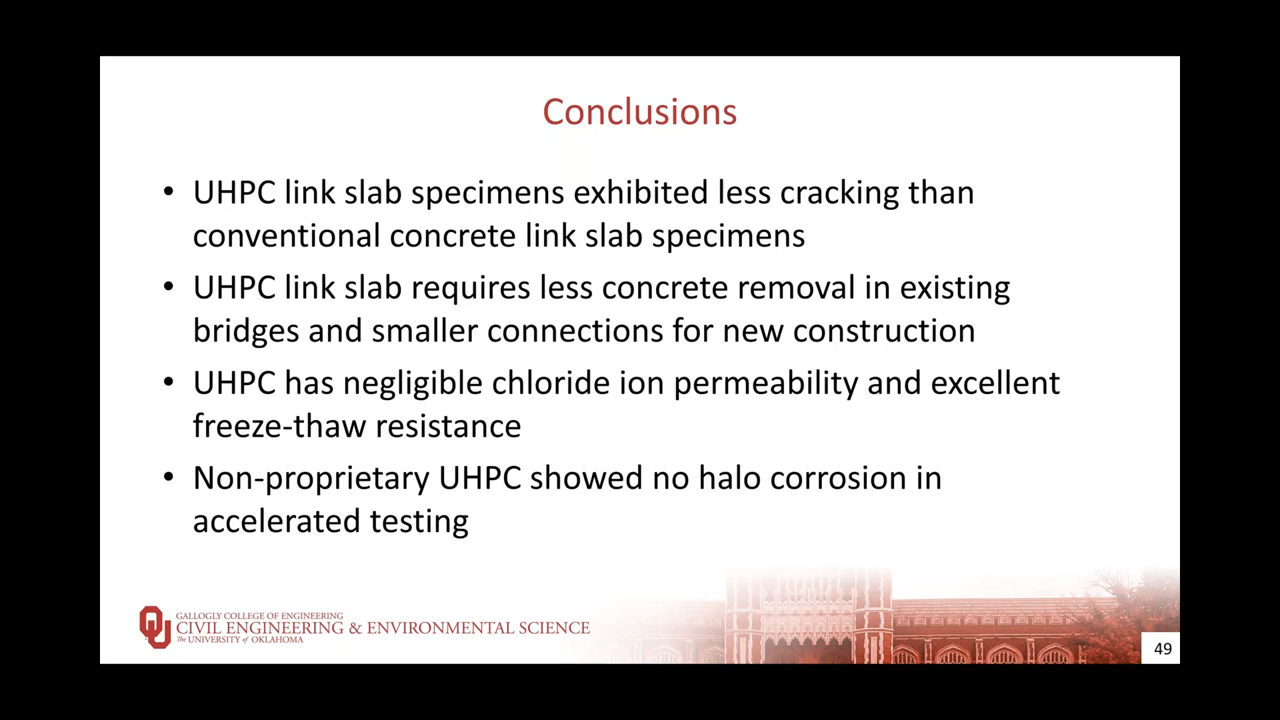 Conclusions
• UHPC link slab specimens exhibited less cracking than
conventional concrete link slab specimens
• UHPC link slab requires less concrete removal in existing
bridges and smaller connections for new construction
• UHPC has negligible chloride ion permeability and excellent
freeze-thaw resistance
• Non-proprietary UHPC showed no halo corrosion in
accelerated testing
GALLOGLY COLLEGE OF ENGINEERING
CIVIL ENGINEERING & ENVIRONMENTAL SCIENCE
The UNIVERSITY of OKLAHOMA
49